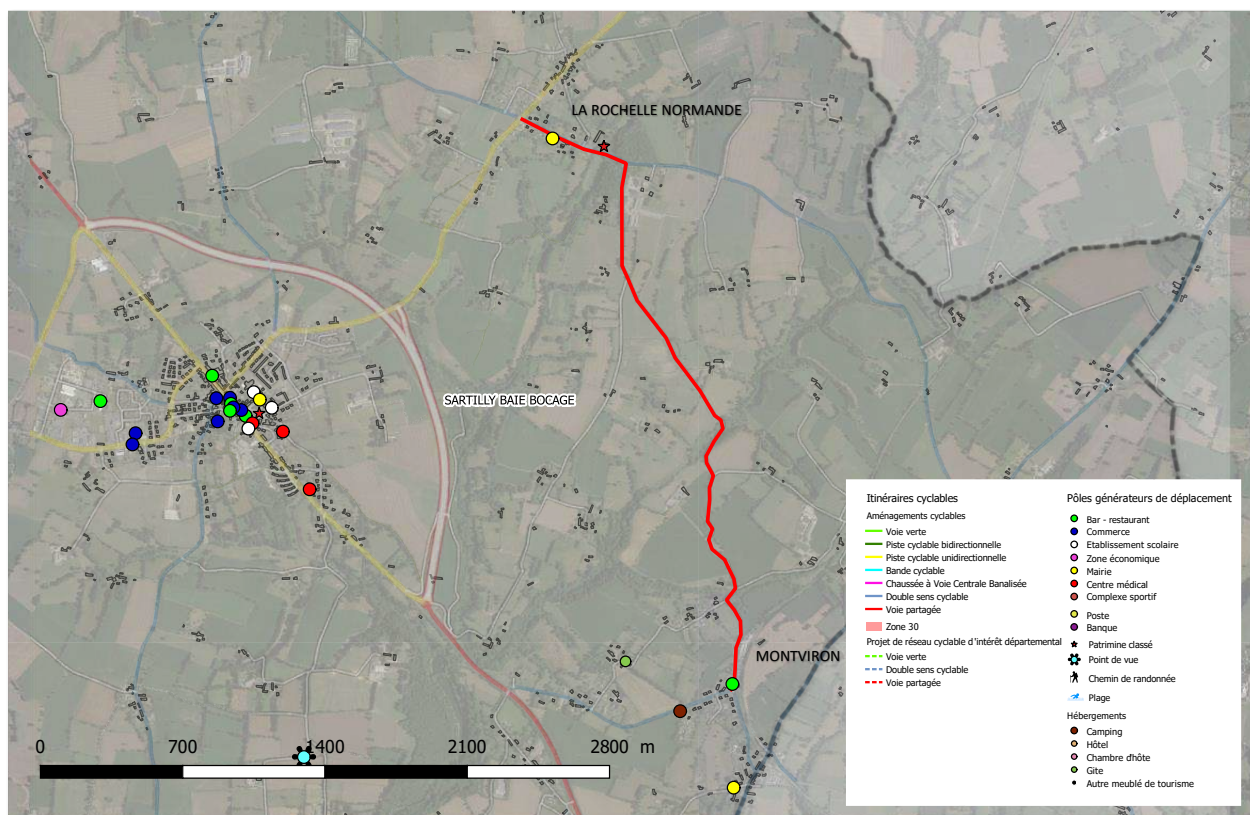 LA ROCHELLE NORMANDE
SARTILLY BAIE BOCAGE
MONTVIRON
0 700 1400 2100 2800 m
Itinéraires cyclables
Aménagements cyclables
Voie verte
Piste cyclable bidirectionnelle
Piste cyclable unidirectionnelle
Bande cyclable
Chaussée à Voie Centrale Banalisée
Double sens cyclable
Voie partagée
Zone 30
Projet de réseau cyclable d'intérêt départemental
Voie verte
Double sens cyclable
Voie partagée
Pôles générateurs de déplacement
Bar - restaurant
Commerce
Etablissement scolaire
Zone économique
Mairie
Centre médical
Complexe sportif
Poste
Banque
Patrimine classé
Point de vue
Chemin de randonnée
Plage
Hébergements
Camping
Hôtel
Chambre d'hôte
Gite
Autre meublé de tourisme